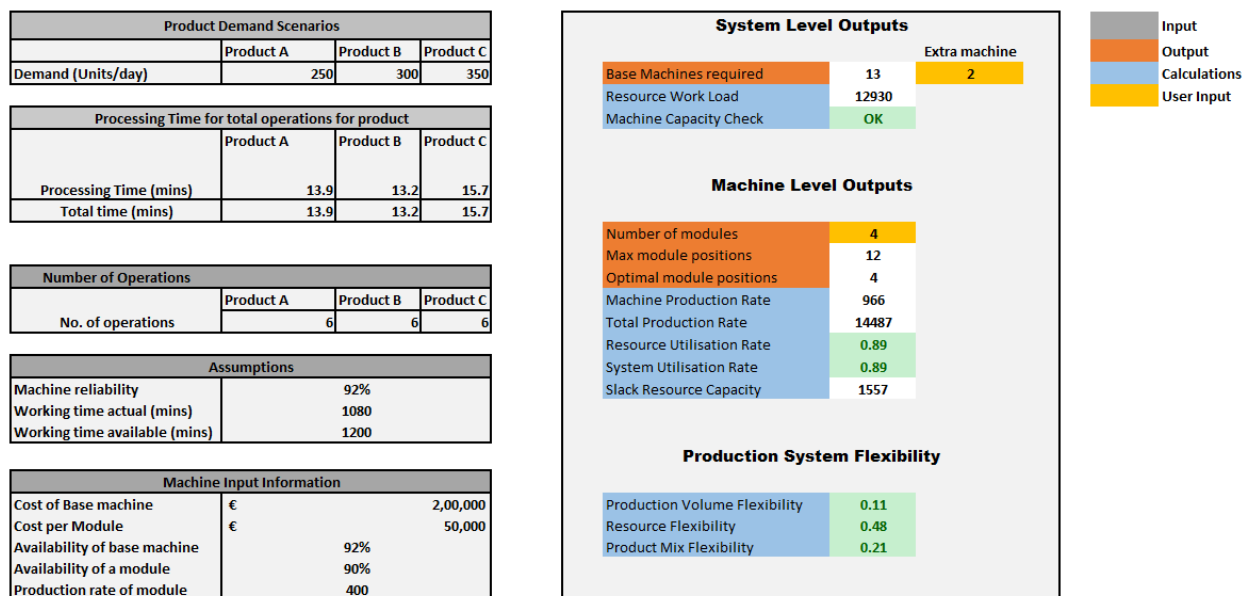 Product Demand Scenarios
Product A Product B Product C
Demand (Units/day) 250 300 350
Processing Time for total operations for product
Product A Product B Product C
Processing Time (mins) 13.9 13.2 15.7
Total time (mins) 13.9 13.2 15.7
Number of Operations
Product A Product B Product C
No. of operations 6 6 6
Assumptions
Machine reliability 92%
Working time actual (mins) 1080
Working time available (mins) 1200
Machine Input Information
Cost of Base machine € 2,00,000
Cost per Module € 50,000
Availability of base machine 92%
Availability of a module 90%
Production rate of module 400
System Level Outputs
Extra machine
Base Machines required 13 2
Resource Work Load 12930
Machine Capacity Check OK
Machine Level Outputs
Number of modules 4
Max module positions 12
Optimal module positions 4
Machine Production Rate 966
Total Production Rate 14487
Resource Utilisation Rate 0.89
System Utilisation Rate 0.89
Slack Resource Capacity 1557
Production System Flexibility
Production Volume Flexibility 0.11
Resource Flexibility 0.48
Product Mix Flexibility 0.21
Input
Output
Calculations
User Input